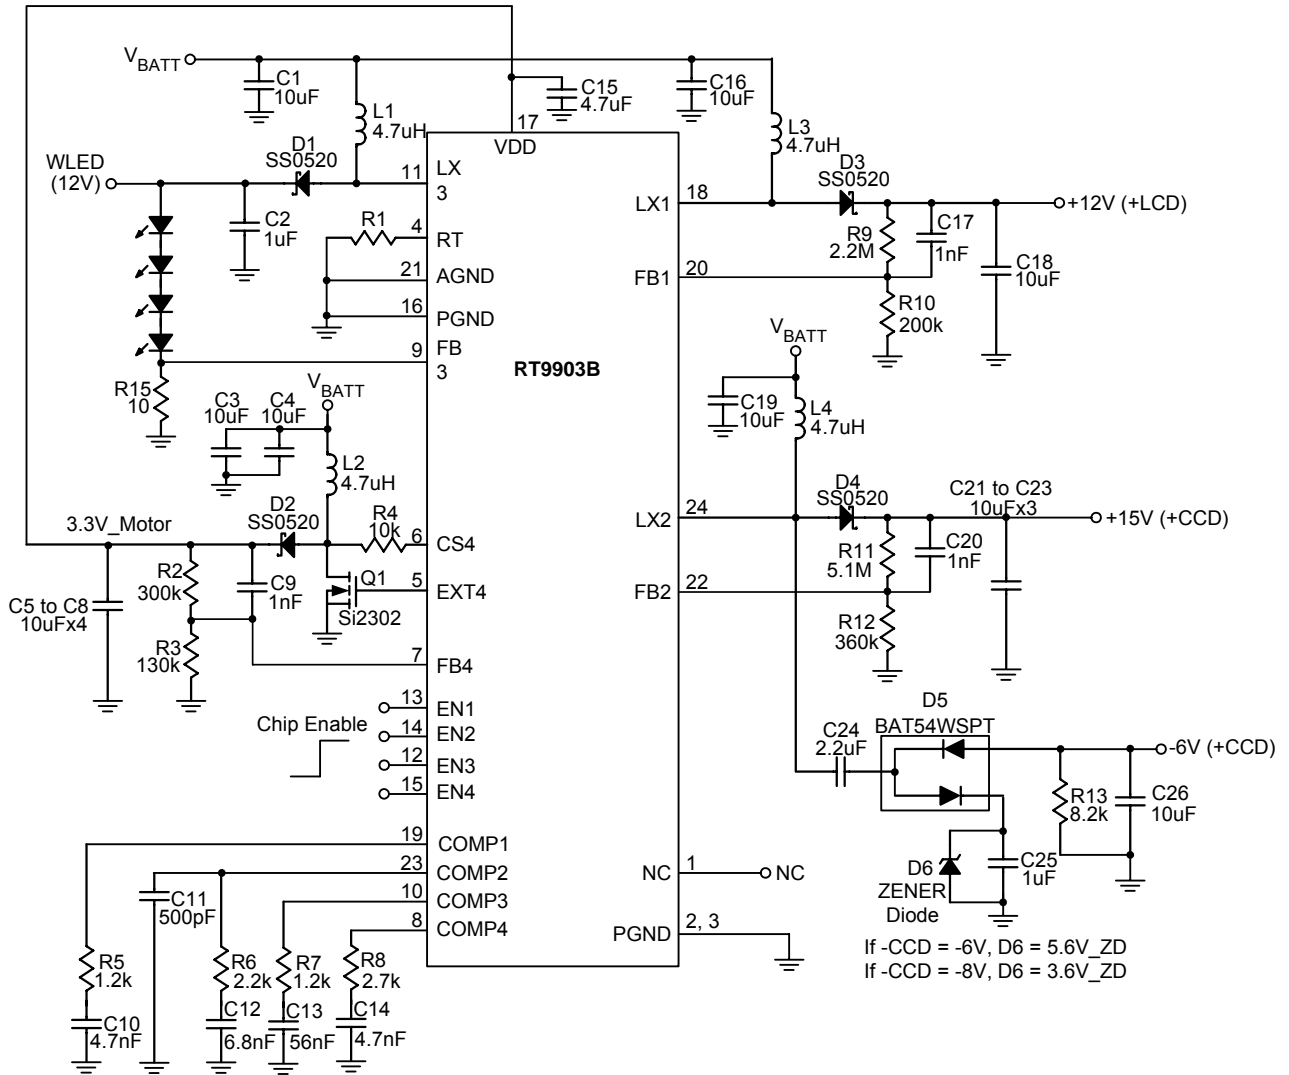 VBATT
C1
10uF
L1
4.7uH
17
VDD
C15
4.7uF
C16
10uF
L3
4.7uH
WLED
(12V)
D1
SS0520
C2
1uF
11
LX
3
R1
4
RT
21
AGND
16
PGND
9
FB
3
R15
10
RT9903B
LX1
18
D3
SS0520
+12V (+LCD)
R9
2.2M
C17
1nF
C18
10uF
FB1
20
R10
200k
VBATT
C3
10uF
C4
10uF
L2
4.7uH
VBATT
C19
10uF
L4
4.7uH
3.3V_Motor
D2
SS0520
R4
10k
6
CS4
R2
300k
C9
1nF
Q1
Si2302
5
EXT4
C5 to C8
10uFx4
R3
130k
7
FB4
LX2
24
D4
SS0520
C21 to C23
10uFx3
+15V (+CCD)
R11
5.1M
C20
1nF
FB2
22
R12
360k
Chip Enable
13
EN1
14
EN2
12
EN3
15
EN4
D5
BAT54WSPT
C24
2.2uF
-6V (+CCD)
R13
8.2k
C26
10uF
D6
ZENER
Diode
C25
1uF
If -CCD = -6V, D6 = 5.6V_ZD
If -CCD = -8V, D6 = 3.6V_ZD
19
COMP1
23
COMP2
10
COMP3
8
COMP4
NC
1
NC
PGND
2, 3
C11
500pF
R5
1.2k
R6
2.2k
R7
1.2k
R8
2.7k
C10
4.7nF
C12
6.8nF
C13
56nF
C14
4.7nF